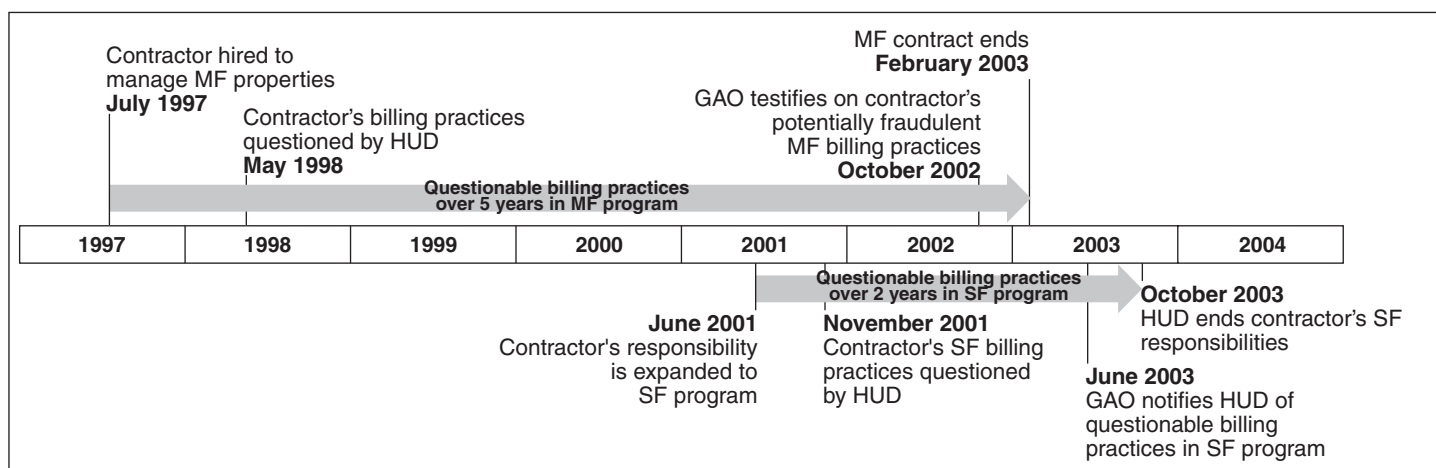 Contractor hired to
manage MF properties
July 1997
Contractor’s billing practices
questioned by HUD
May 1998
GAO testifies on contractor’s
potentially fraudulent
MF billing practices
October 2002
MF contract ends
February 2003
Questionable billing practices
over 5 years in MF program
1997
1998
1999
2000
2001
2002
2003
2004
Questionable billing practices
over 2 years in SF program
June 2001
Contractor's responsibility
is expanded to
SF program
November 2001
Contractor's SF billing
practices questioned
by HUD
October 2003
HUD ends contractor’s SF
responsibilities
June 2003
GAO notifies HUD of
questionable billing
practices in SF program